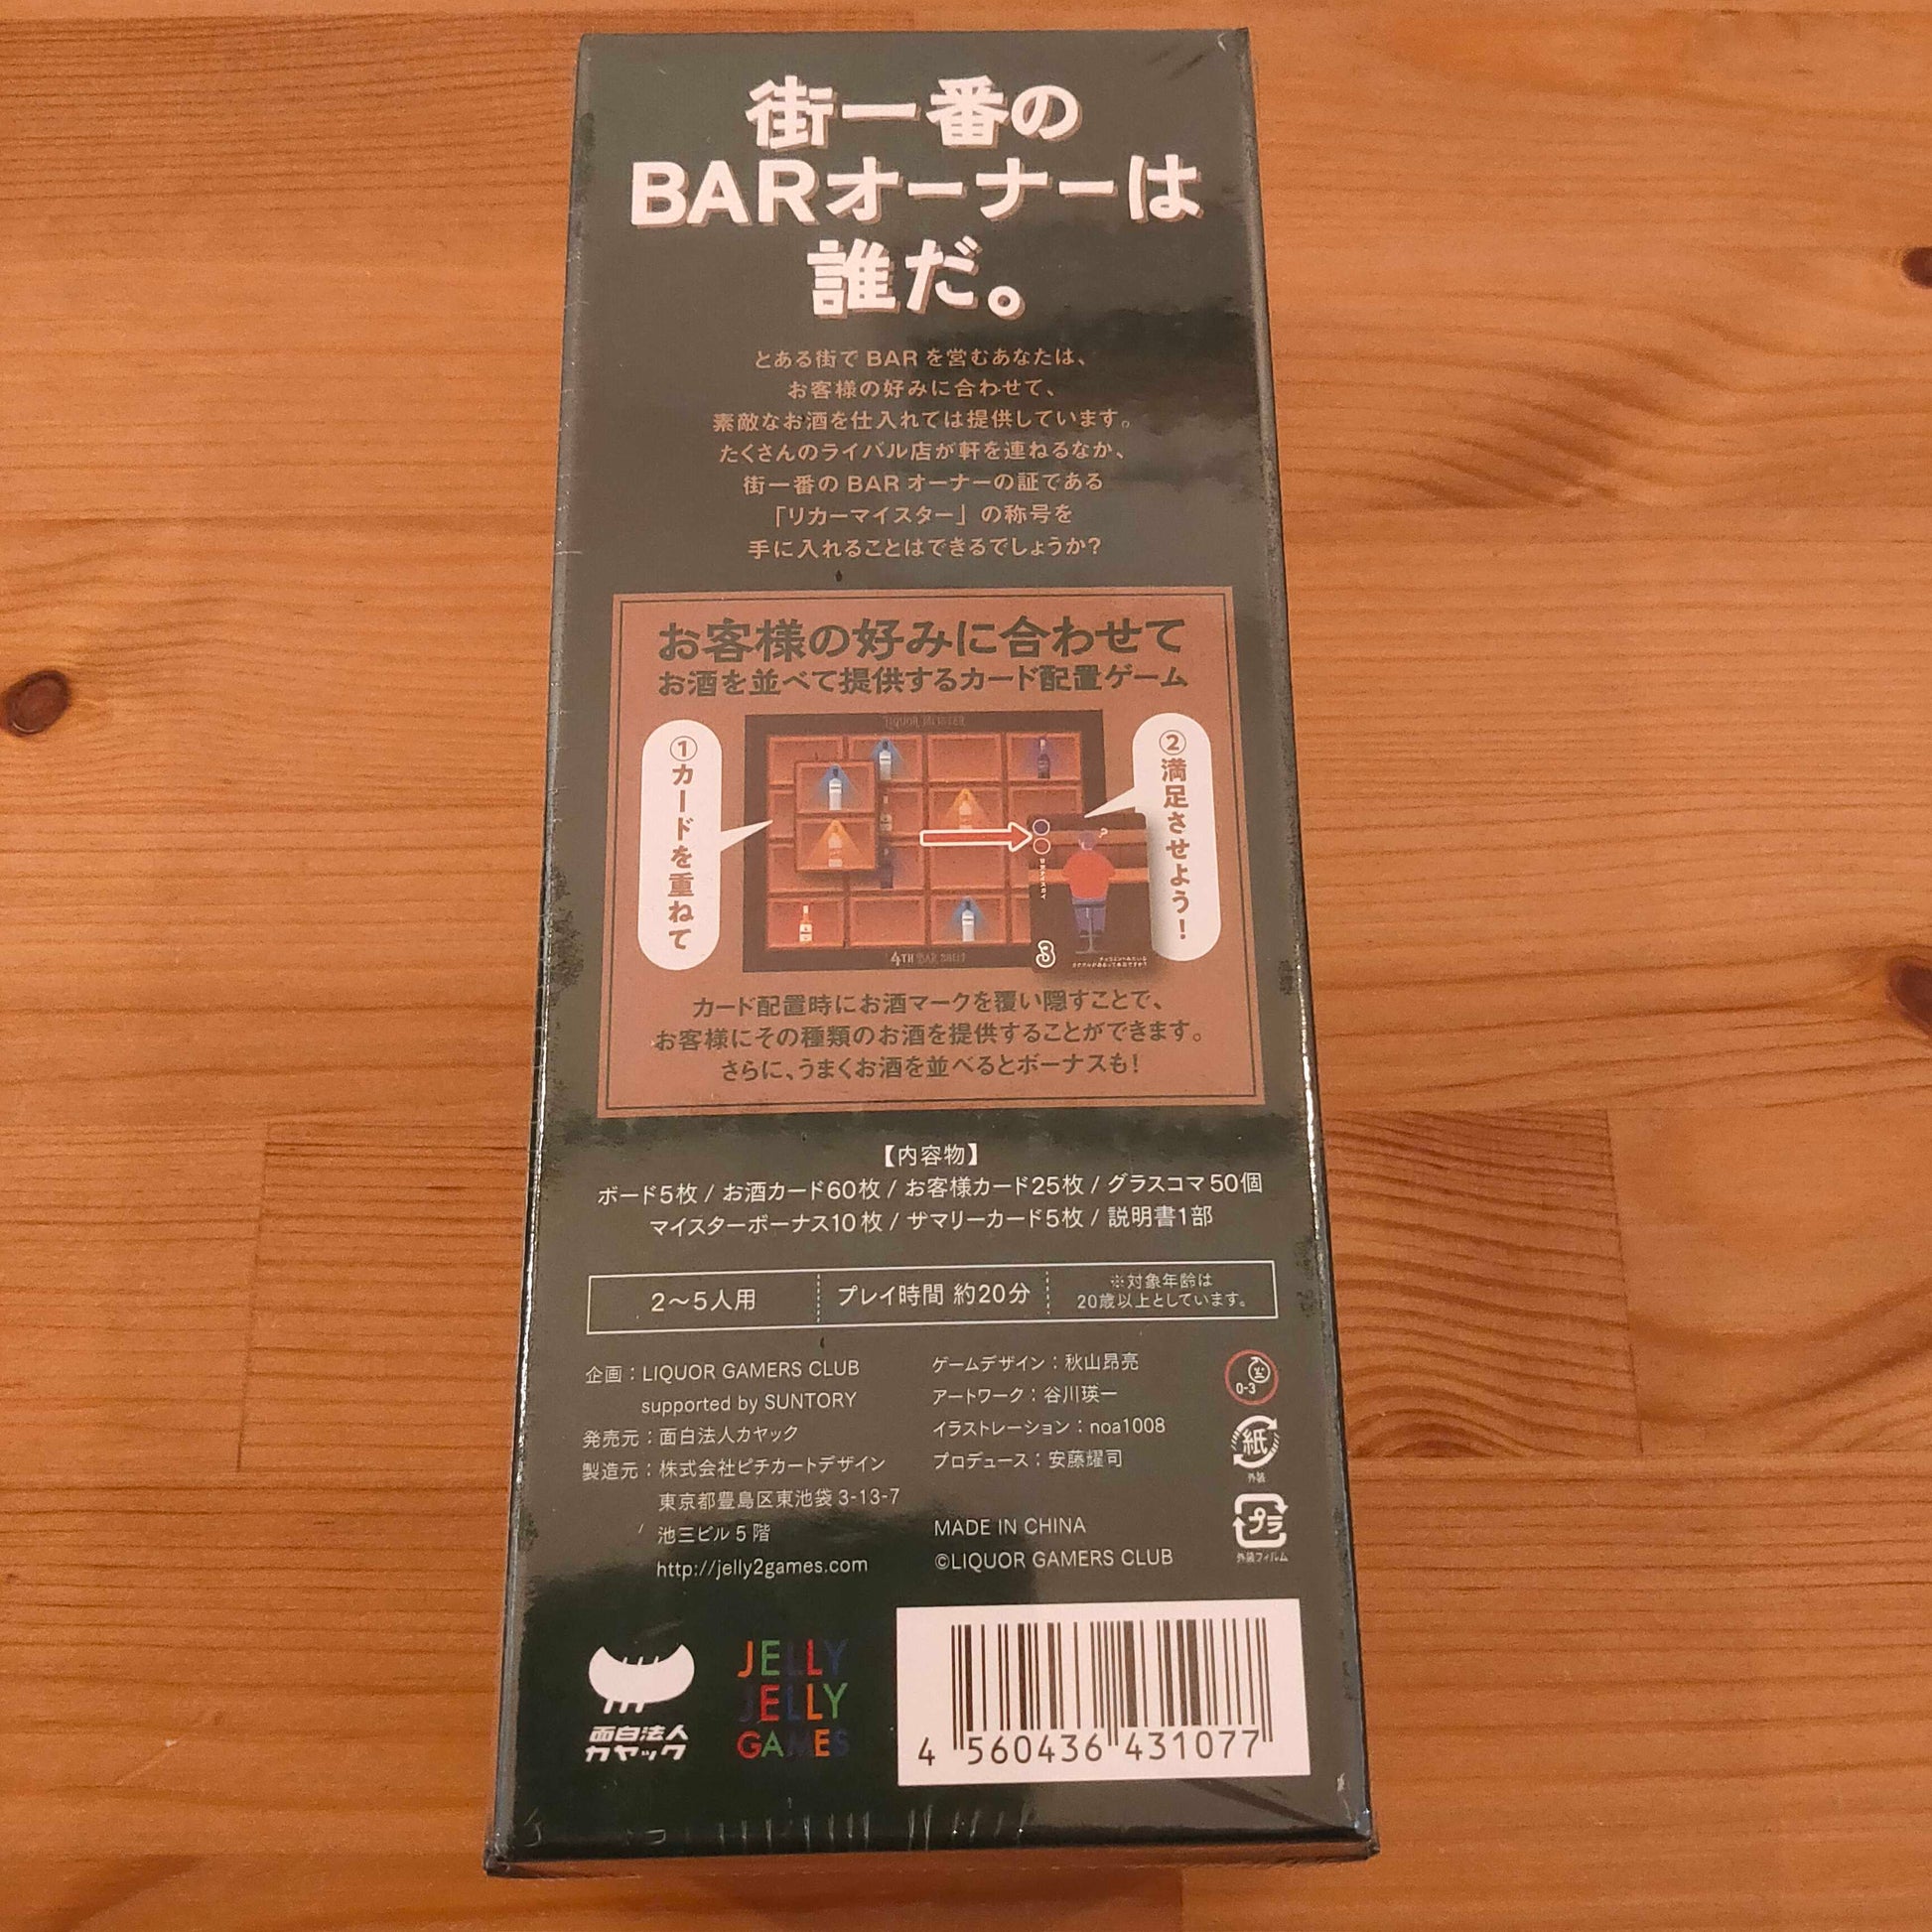 街一番の
BARオーナーは
誰だ。
とある街で BAR を営むあなたは、
お客様の好みに合わせて、
素敵なお酒を仕入れては提供しています。
たくさんのライバル店が軒を連ねるなか、
街一番の BAR オーナーの証である
「リカーマイスター」の称号を
手に入れることはできるでしょうか?
お客様の好みに合わせて
お酒を並べて提供するカード配置ゲーム
LIQUOR MEISTER
①カードを重ねて
②満足させよう!
3
4TH BAR SHELF
カード配置時にお酒マークを覆い隠すことで、
お客様にその種類のお酒を提供することができます。
さらに、うまくお酒を並べるとボーナスも!
【内容物】
ボード5枚 / お酒カード60枚 / お客様カード25枚 / グラスコマ50個
マイスターボーナス10枚 / サマリーカード5枚 / 説明書1部
2〜5人用
プレイ時間 約20分
※対象年齢は
20歳以上としています。
企画：LIQUOR GAMERS CLUB
supported by SUNTORY
発売元：面白法人カヤック
製造元：株式会社ピチカートデザイン
東京都豊島区東池袋 3-13-7
池三ビル 5 階
http://jelly2games.com
ゲームデザイン：秋山昂亮
アートワーク：谷川瑛一
イラストレーション：noa1008
プロデュース：安藤耀司
MADE IN CHINA
©LIQUOR GAMERS CLUB
0-3
紙
外装
プラ
外装フィルム
面白法人
カヤック
JELLY
JELLY
GAMES
4 560436 431077